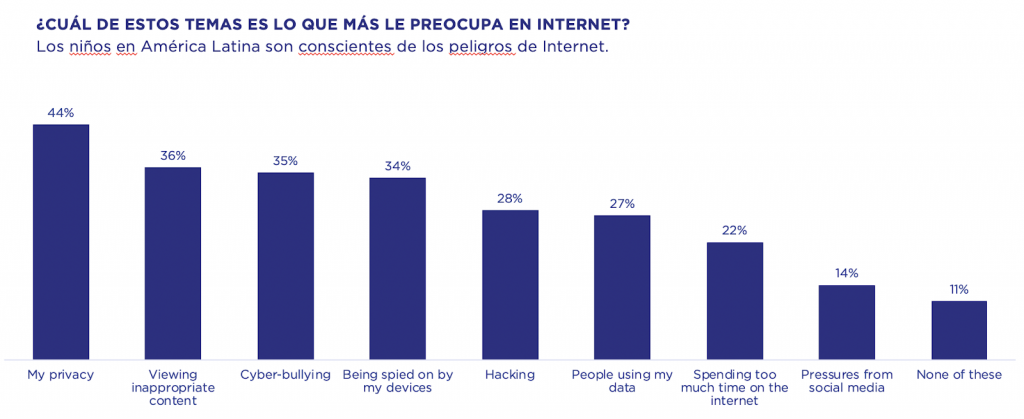 ¿CUÁL DE ESTOS TEMAS ES LO QUE MÁS LE PREOCUPA EN INTERNET?
Los niños en América Latina son conscientes de los peligros de Internet.
44%
36%
35%
34%
28%
27%
22%
14%
11%
My privacy
Viewing
inappropriate
content
Cyber-bullying
Being spied on by
my devices
Hacking
People using my
data
Spending too
much time on the
internet
Pressures from
social media
None of these